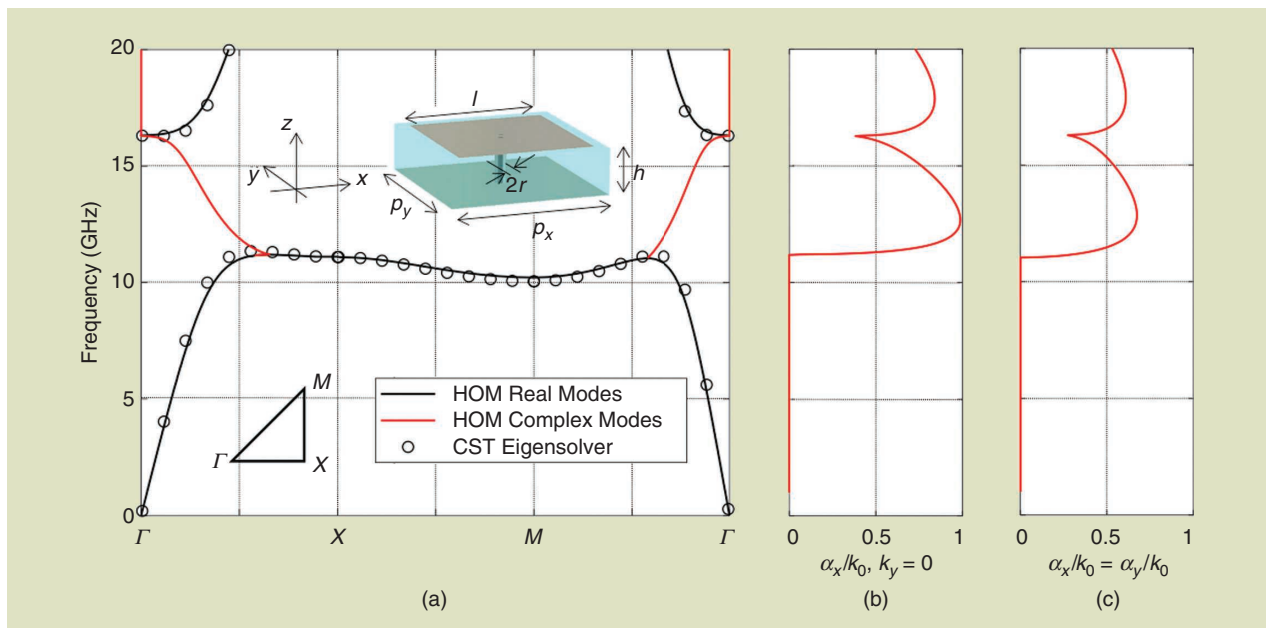 20
15
10
5
0
Frequency (GHz)
Γ
X
M
Γ
l
z
y
x
2r
h
p_y
p_x
M
Γ
X
HOM Real Modes
HOM Complex Modes
CST Eigensolver
(a)
0
0.5
1
α_x/k_0, k_y = 0
(b)
0
0.5
1
α_x/k_0 = α_y/k_0
(c)